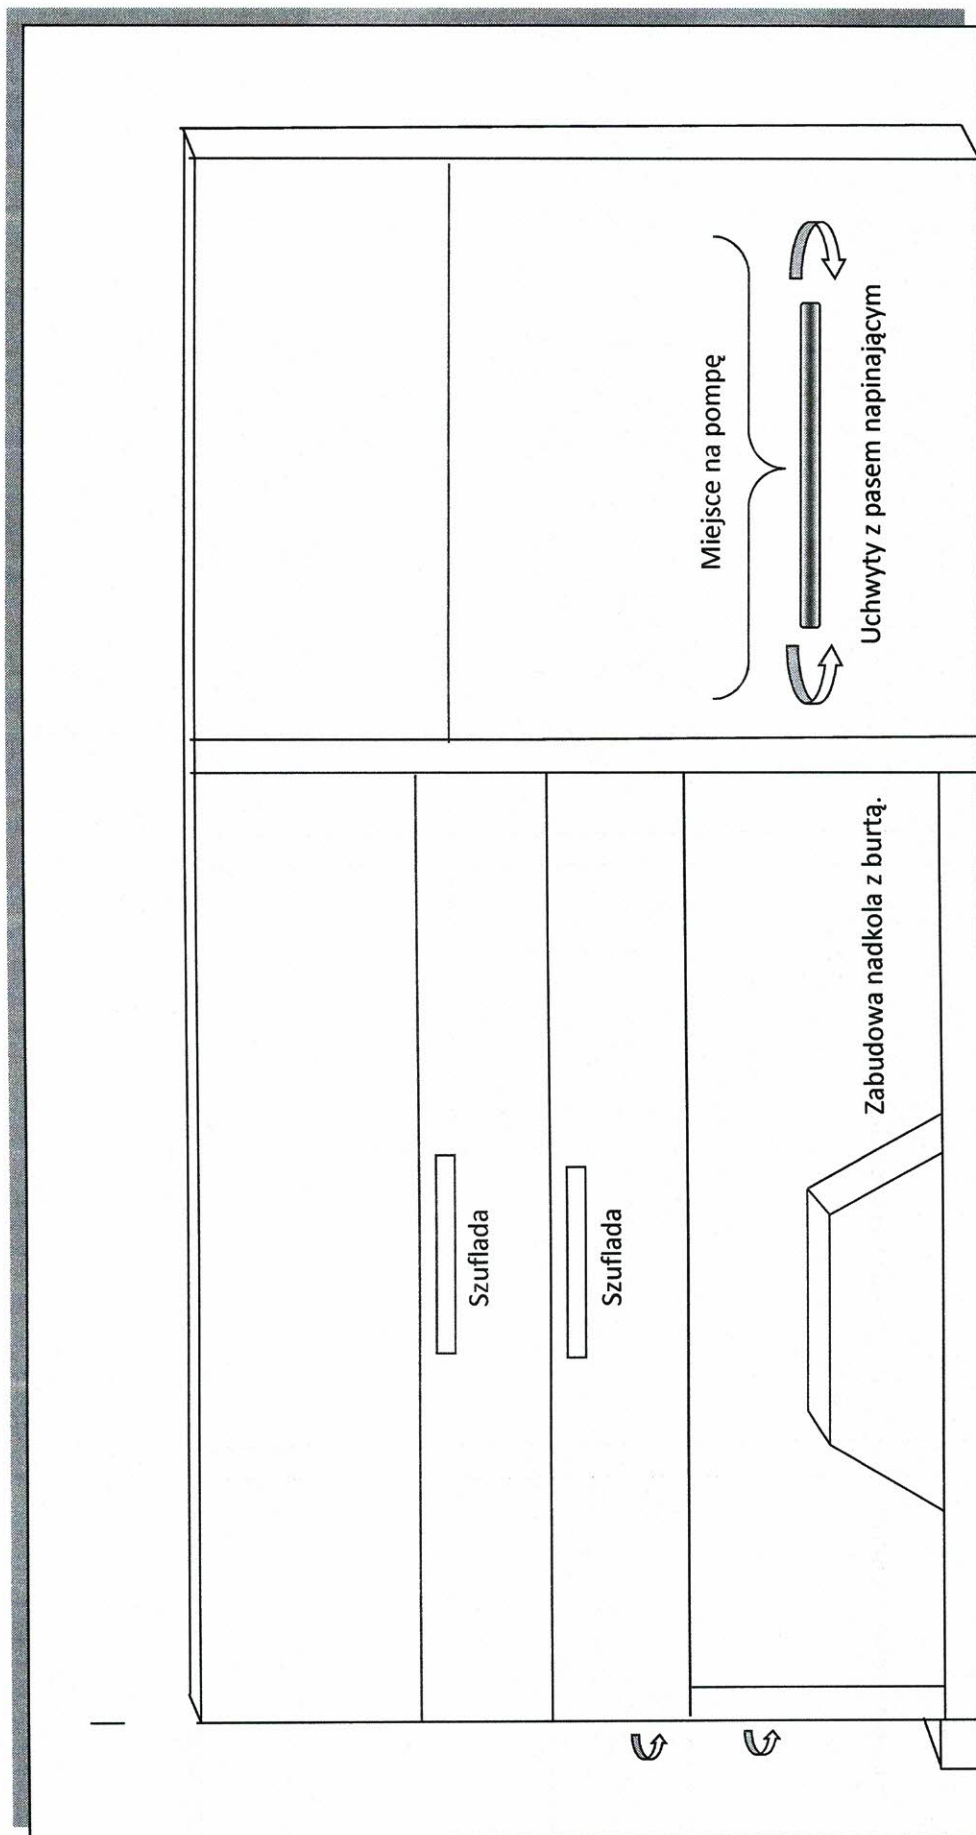 Szuflada
Szuflada
Zabudowa nadkola z burtą.
Miejsce na pompę
Uchwyty z pasem napinającym